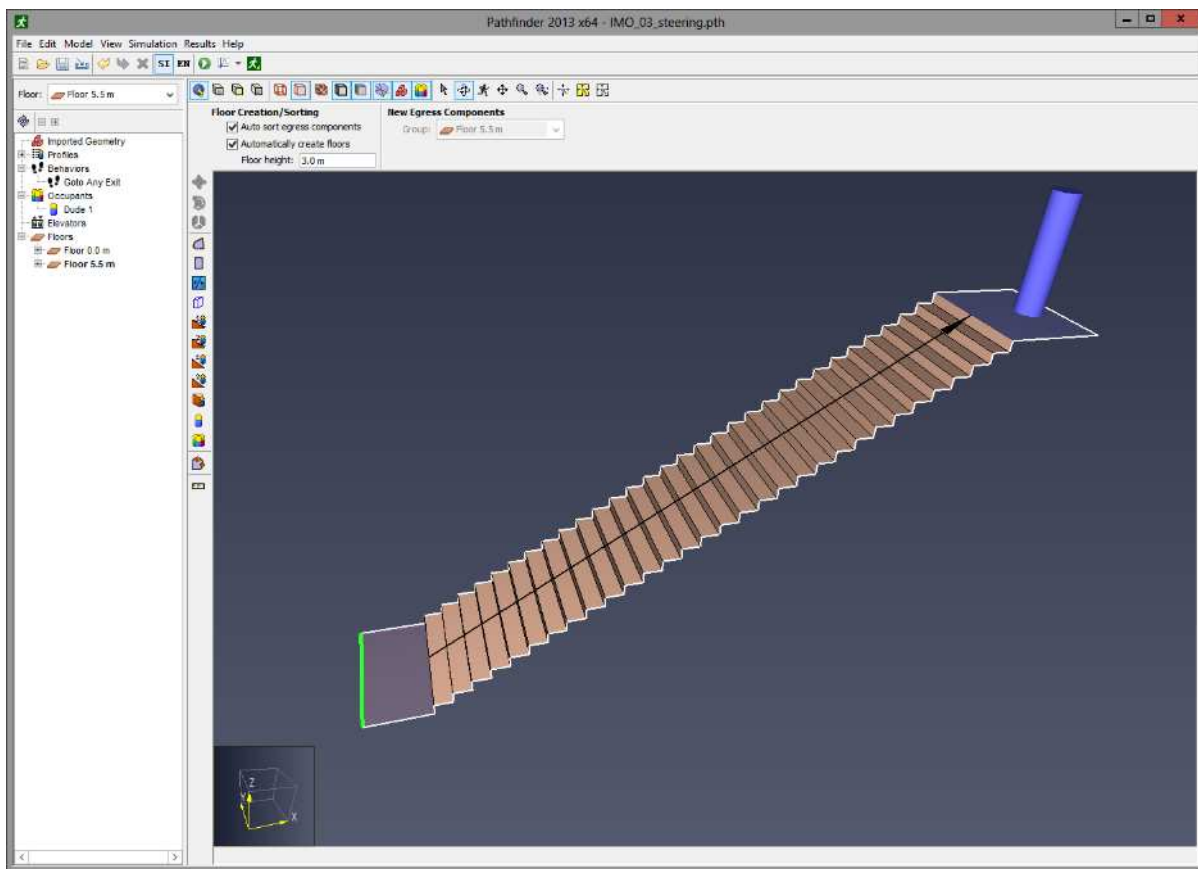 Pathfinder 2013 x64 - IMO_03_steering.pth
File Edit Model View Simulation Results Help
SI EN
Floor: Floor 5.5 m
Floor Creation/Sorting
Auto sort egress components
Automatically create floors
Floor height: 3.0 m
New Egress Components
Group: Floor 5.5 m
Imported Geometry
Profiles
Behaviors
Goto Any Exit
Occupants
Dude 1
Elevators
Floors
Floor 0.0 m
Floor 5.5 m
Z
Y
X